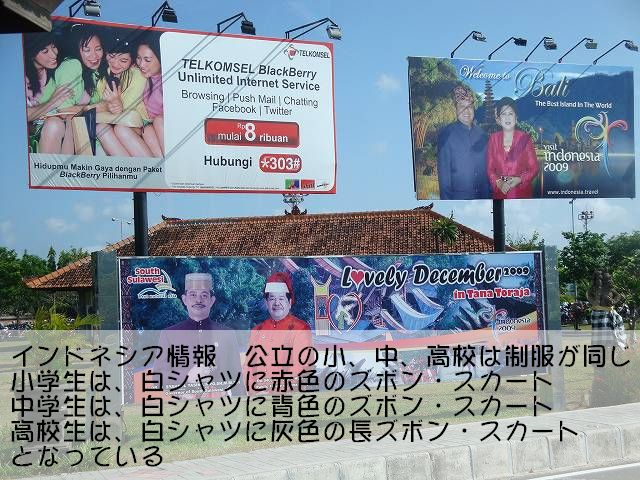 TELKOMSEL
TELKOMSEL BlackBerry
Unlimited Internet Service
Browsing | Push Mail | Chatting
Facebook | Twitter
Rp
mulai 8 ribuan
Hubungi *303#
Hidupmu Makin Gaya dengan Paket
BlackBerry Pilihanmu
Welcome to Bali
The Best Island In The World
visit
indonesia
2009
www.indonesia.travel
South
Sulawesi
Lovely December 2009
in Tana Toraja
インドネシア情報　公立の小、中、高校は制服が同じ
小学生は、白シャツに赤色のズボン・スカート
中学生は、白シャツに青色のズボン・スカート
高校生は、白シャツに灰色の長ズボン・スカート
となっている